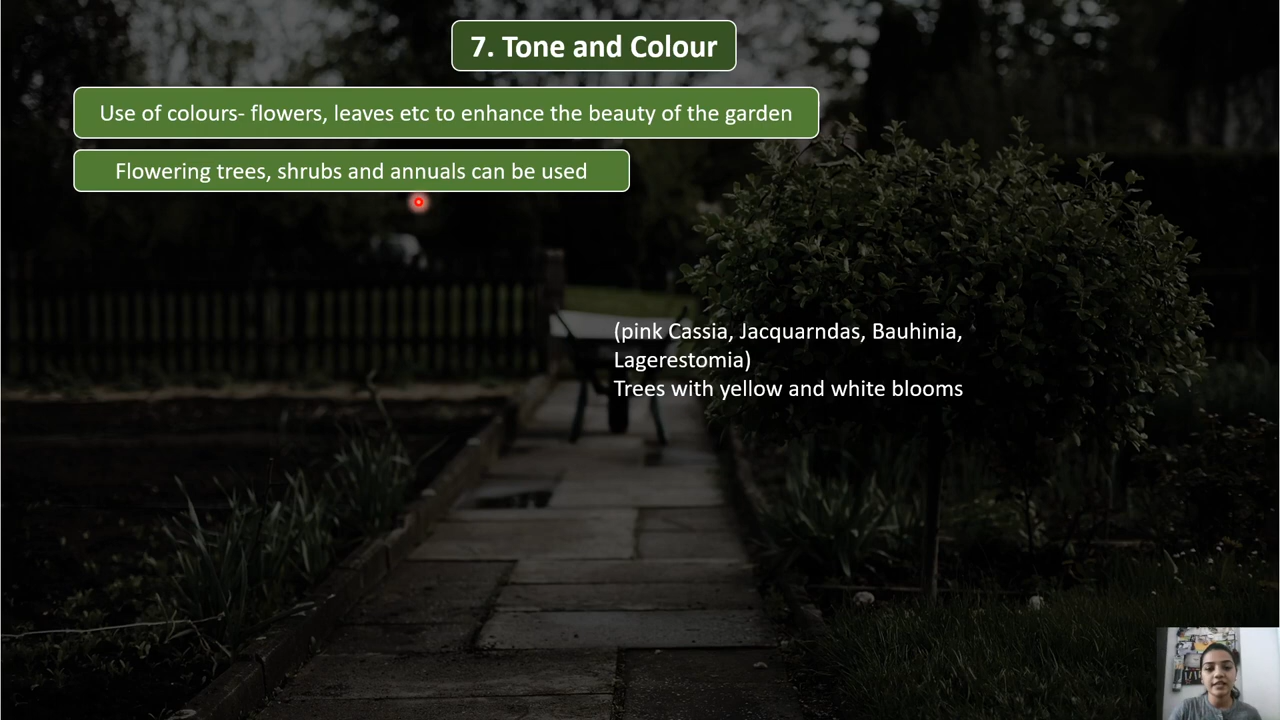 7. Tone and Colour
Use of colours- flowers, leaves etc to enhance the beauty of the garden
Flowering trees, shrubs and annuals can be used
(pink Cassia, Jacquarndas, Bauhinia,
Lagerestomia)
Trees with yellow and white blooms